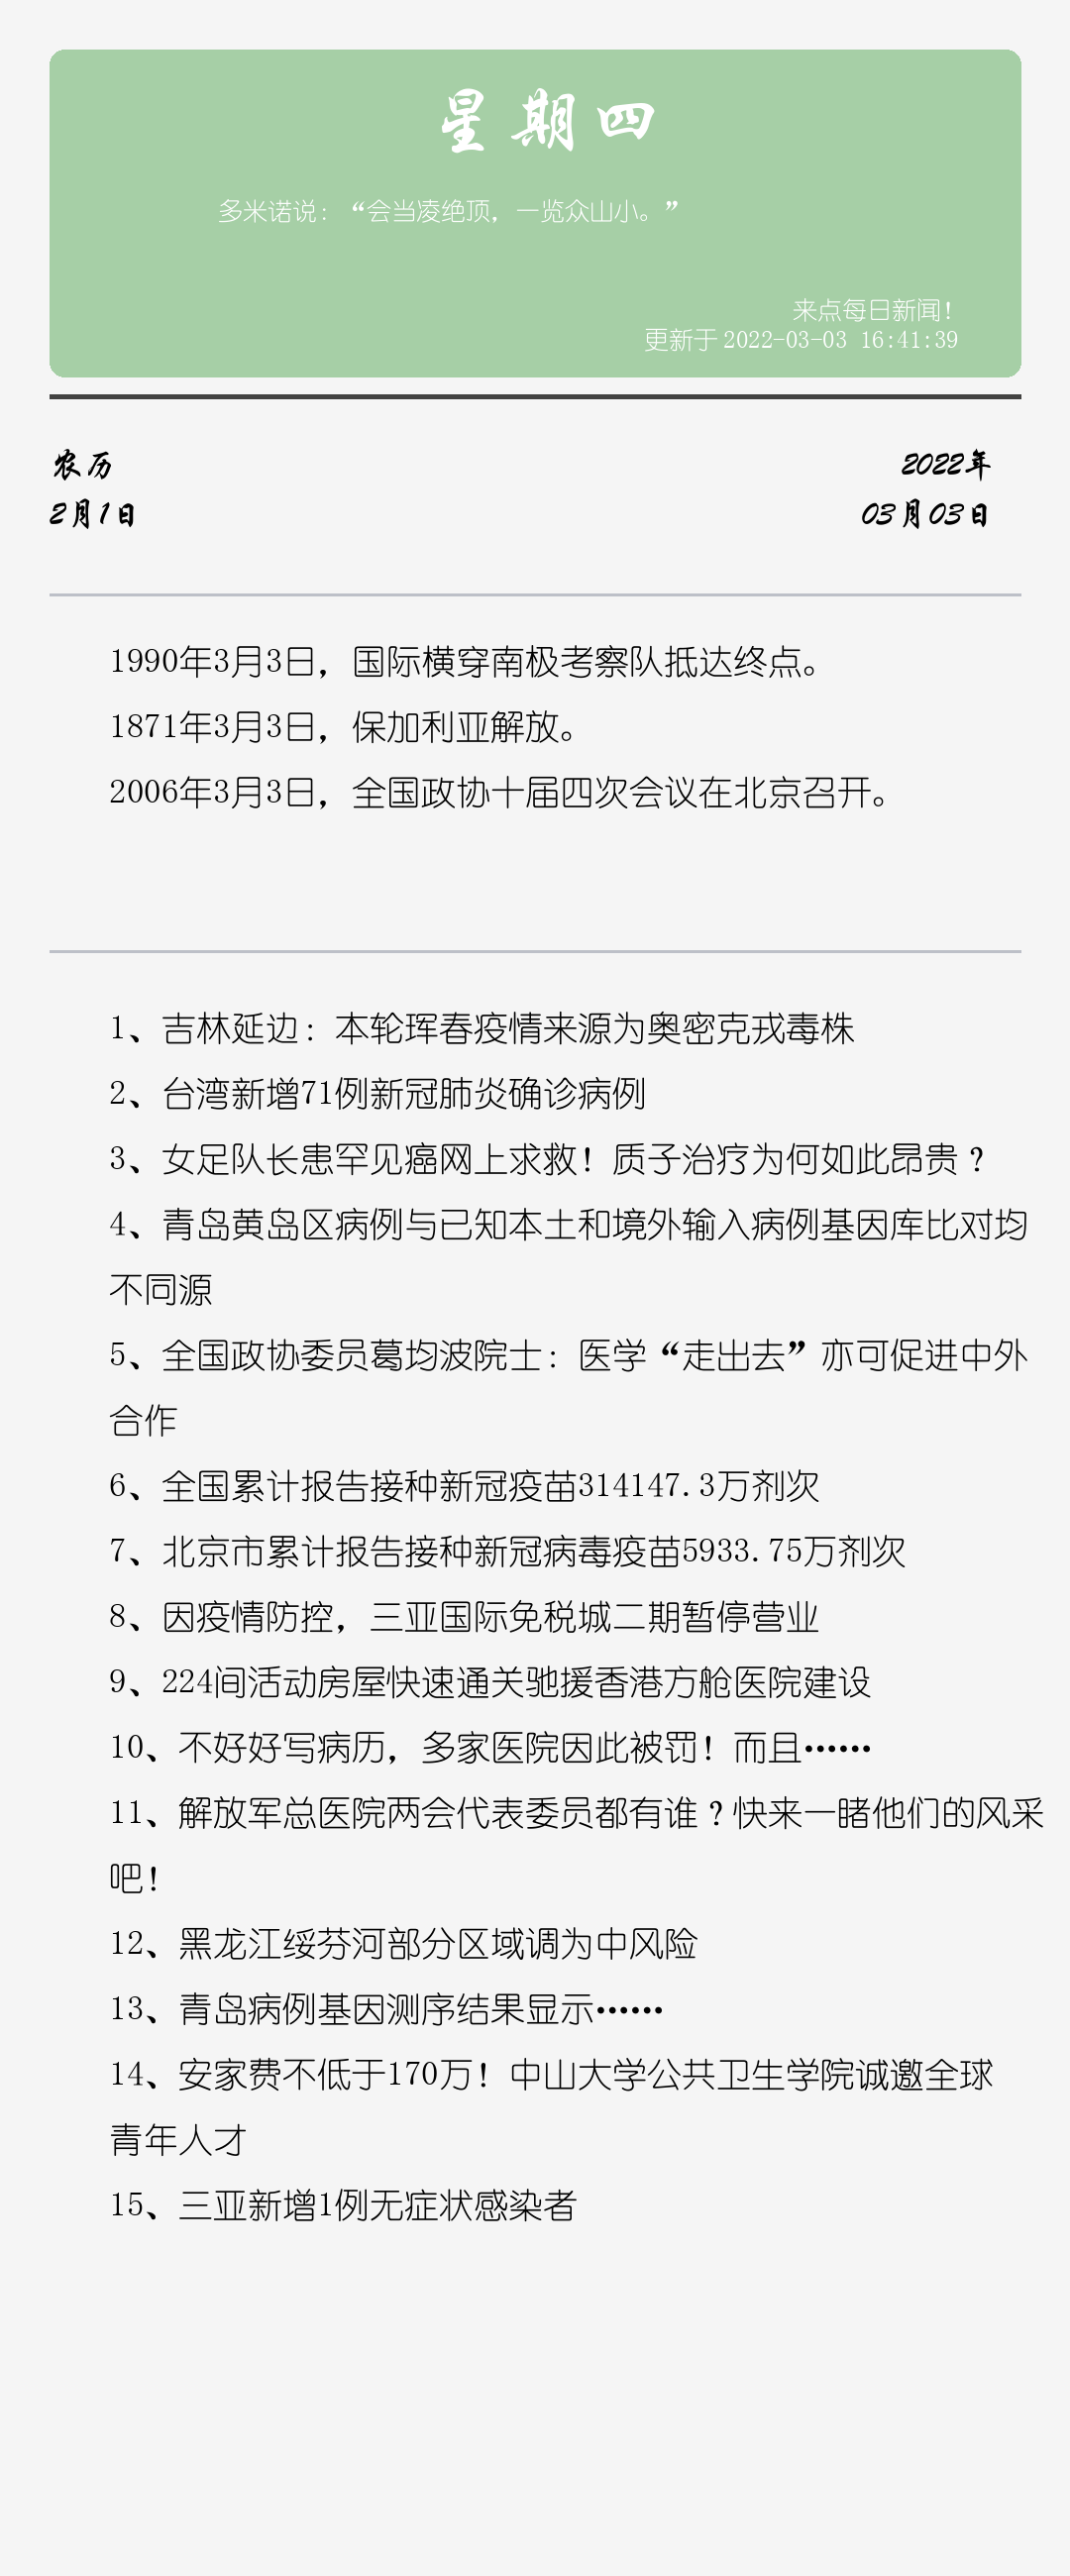 星期四
多米诺说：“会当凌绝顶，一览众山小。”
来点每日新闻！
更新于 2022-03-03 16:41:39
农历
2022年
2月1日
03月03日
1990年3月3日，国际横穿南极考察队抵达终点。
1871年3月3日，保加利亚解放。
2006年3月3日，全国政协十届四次会议在北京召开。
1、吉林延边：本轮珲春疫情来源为奥密克戎毒株
2、台湾新增71例新冠肺炎确诊病例
3、女足队长患罕见癌网上求救！质子治疗为何如此昂贵？
4、青岛黄岛区病例与已知本土和境外输入病例基因库比对均
不同源
5、全国政协委员葛均波院士：医学“走出去”亦可促进中外
合作
6、全国累计报告接种新冠疫苗314147.3万剂次
7、北京市累计报告接种新冠病毒疫苗5933.75万剂次
8、因疫情防控，三亚国际免税城二期暂停营业
9、224间活动房屋快速通关驰援香港方舱医院建设
10、不好好写病历，多家医院因此被罚！而且……
11、解放军总医院两会代表委员都有谁？快来一睹他们的风采
吧！
12、黑龙江绥芬河部分区域调为中风险
13、青岛病例基因测序结果显示……
14、安家费不低于170万！中山大学公共卫生学院诚邀全球
青年人才
15、三亚新增1例无症状感染者